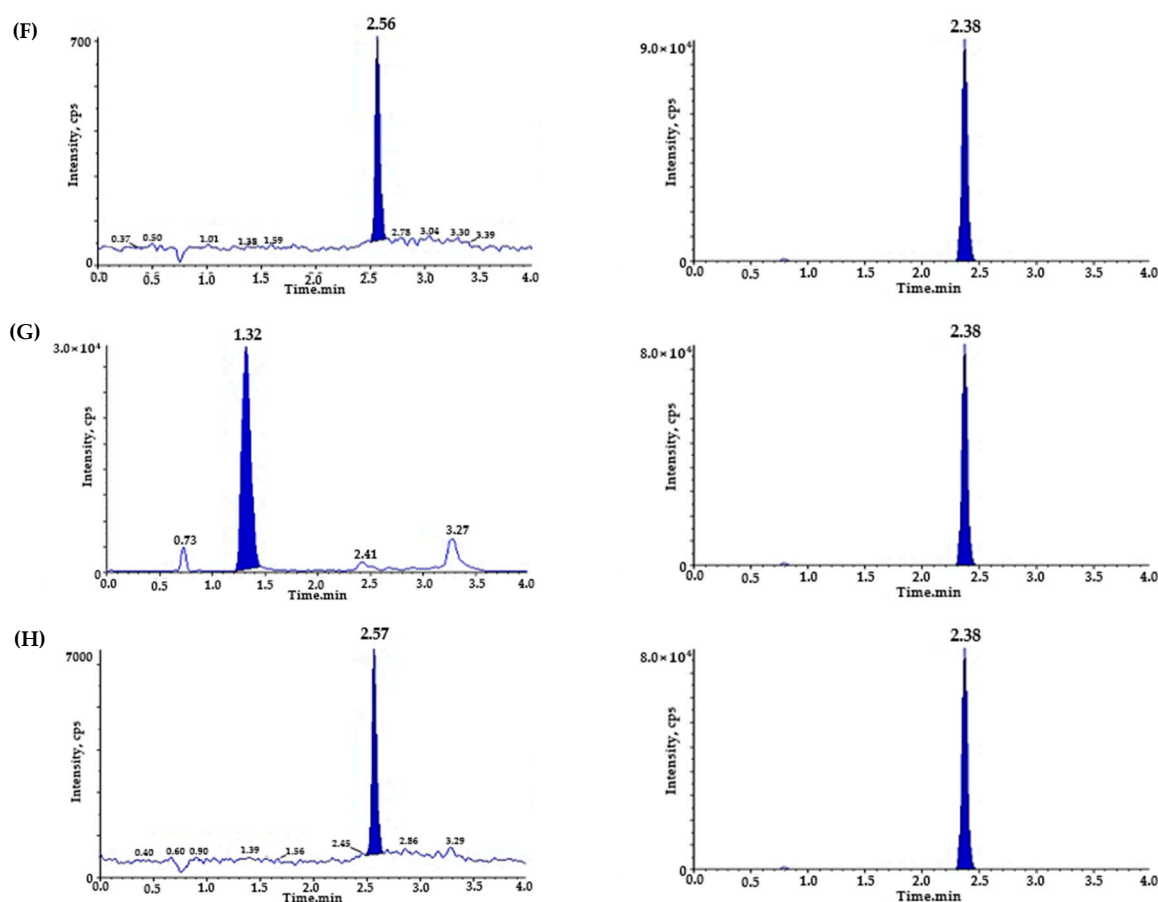 (F)
2.56
700
Intensity, cps
0.37 0.50 1.01 1.38 1.59 2.78 3.04 3.30 3.39
0
0.0 0.5 1.0 1.5 2.0 2.5 3.0 3.5 4.0
Time.min
2.38
9.0×10⁴
Intensity, cps
0
0.0 0.5 1.0 1.5 2.0 2.5 3.0 3.5 4.0
Time.min
(G)
1.32
3.0×10⁴
Intensity, cps
0.73 2.41 3.27
0
0.0 0.5 1.0 1.5 2.0 2.5 3.0 3.5 4.0
Time.min
2.38
8.0×10⁴
Intensity, cps
0
0.0 0.5 1.0 1.5 2.0 2.5 3.0 3.5 4.0
Time.min
(H)
2.57
7000
Intensity, cps
0.40 0.60 0.90 1.39 1.56 2.45 2.86 3.29
0
0.0 0.5 1.0 1.5 2.0 2.5 3.0 3.5 4.0
Time.min
2.38
8.0×10⁴
Intensity, cps
0
0.0 0.5 1.0 1.5 2.0 2.5 3.0 3.5 4.0
Time.min